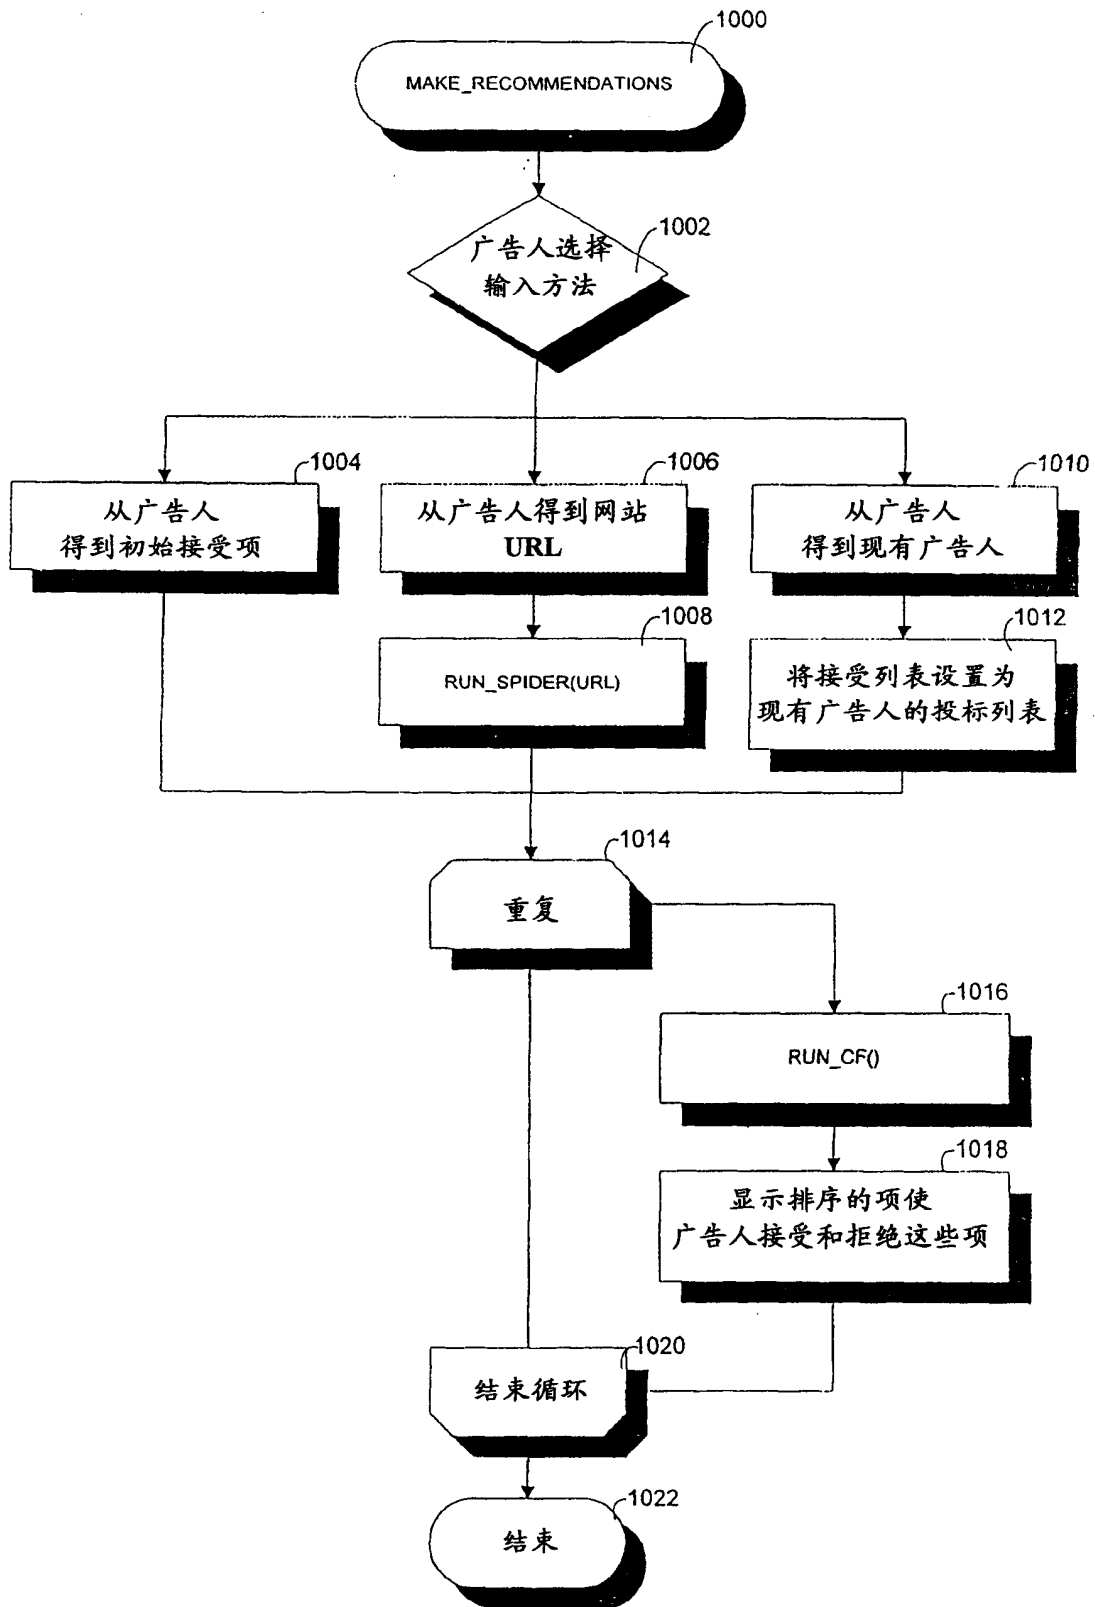 1000
MAKE_RECOMMENDATIONS
1002
广告人选择
输入方法
1004
从广告人
得到初始接受项
1006
从广告人得到网站
URL
1010
从广告人
得到现有广告人
1008
RUN_SPIDER(URL)
1012
将接受列表设置为
现有广告人的投标列表
1014
重复
1016
RUN_CF()
1018
显示排序的项使
广告人接受和拒绝这些项
1020
结束循环
1022
结束